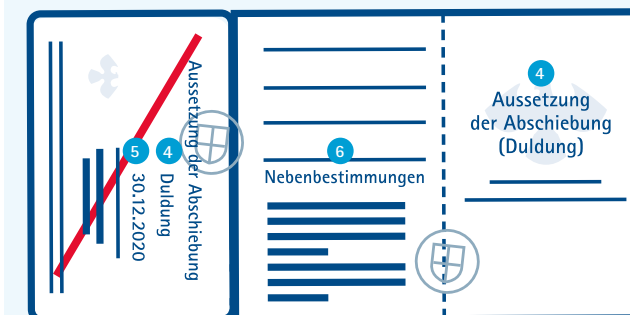 Aussetzung der Abschiebung
4 Duldung
5 30.12.2020
6
Nebenbestimmungen
4
Aussetzung
der Abschiebung
(Duldung)